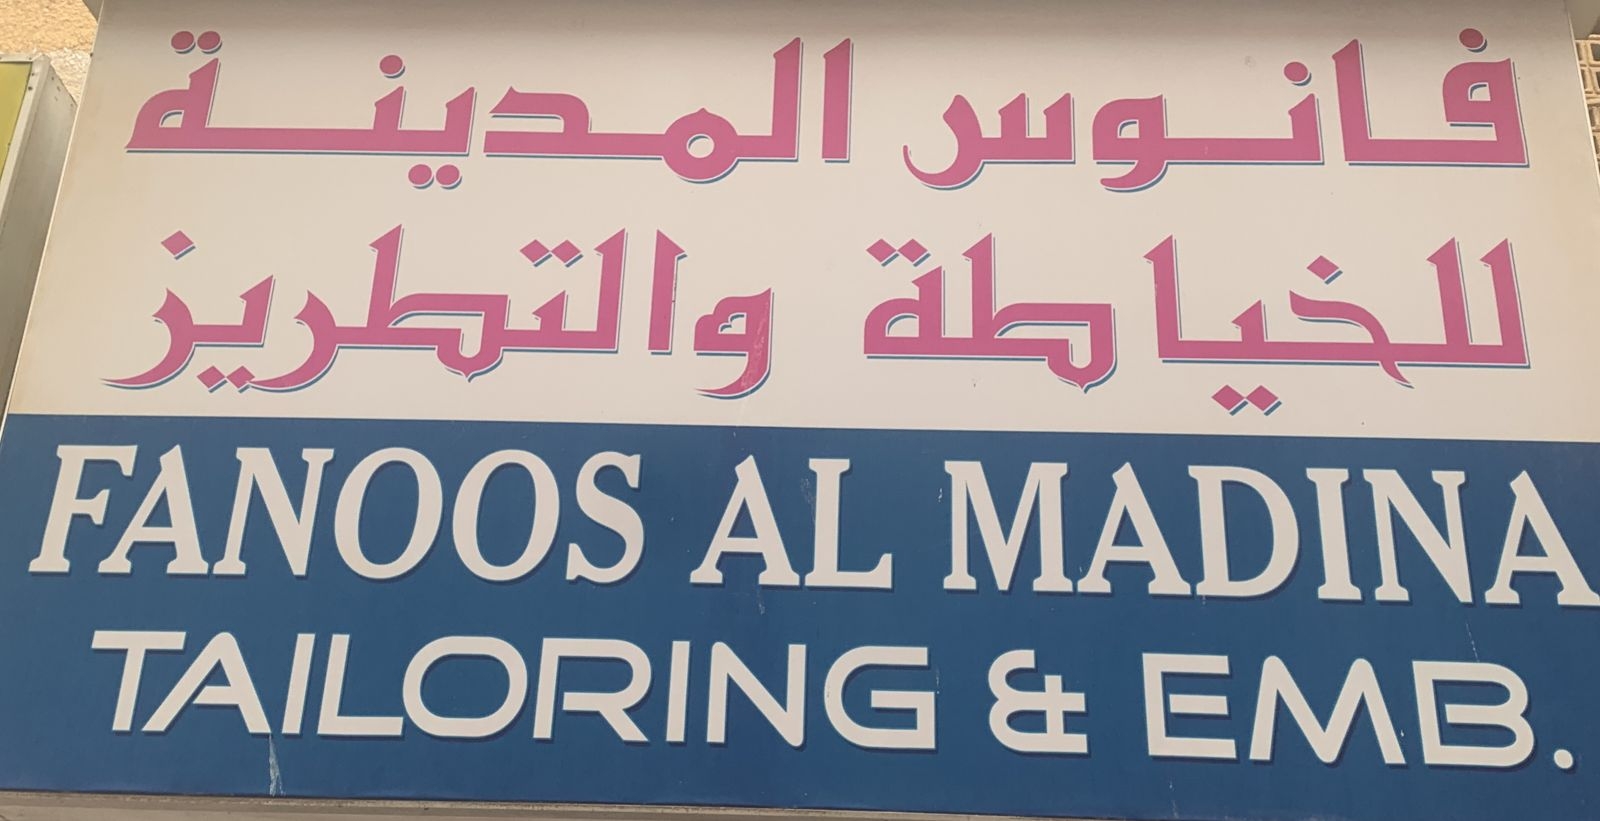 فانوس المدينة
للخياطة والتطريز
FANOOS AL MADINA
TAILORING & EMB.